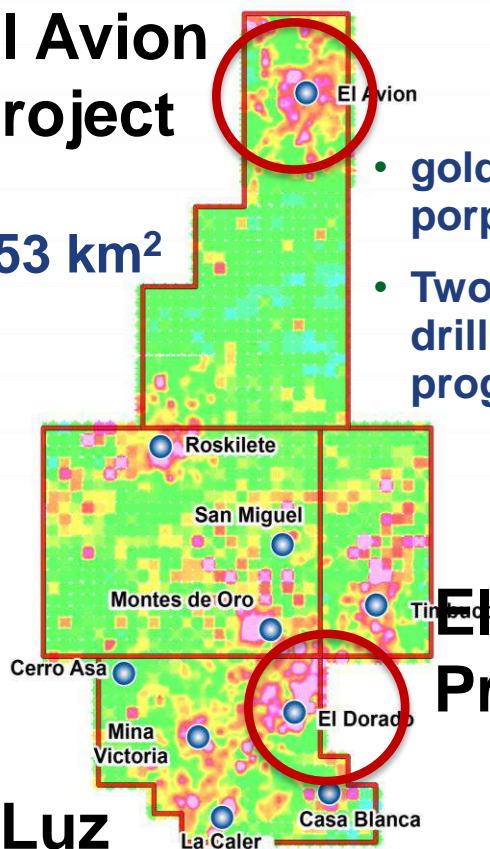 l Avion
roject
El Avion
• gold
porp
53 km²
• Two
drill
prog
Roskilete
San Miguel
Montes de Oro
El
Pr
Cerro Asa
El Dorado
Mina
Victoria
Casa Blanca
Luz
La Caler